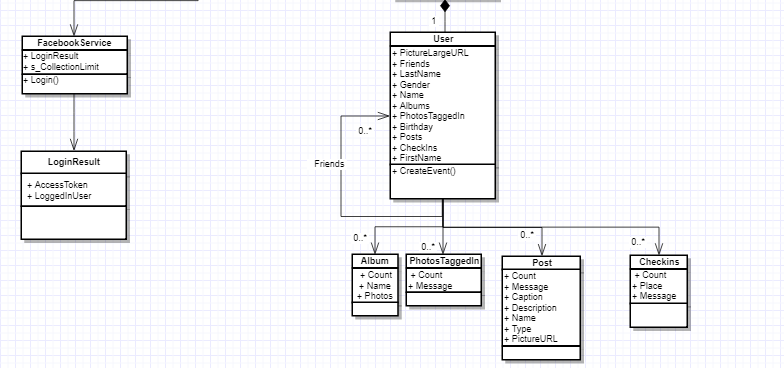 1
FacebookService
+ LoginResult
+ s_CollectionLimit
+ Login()
LoginResult
+ AccessToken
+ LoggedInUser
User
+ PictureLargeURL
+ Friends
+ LastName
+ Gender
+ Name
+ Albums
+ PhotosTaggedIn
+ Birthday
+ Posts
+ CheckIns
+ FirstName
+ CreateEvent()
0..*
Friends
0..*
0..*
0..*
0..*
Album
+ Count
+ Name
+ Photos
PhotosTaggedIn
+ Count
+ Message
Post
+ Count
+ Message
+ Caption
+ Description
+ Name
+ Type
+ PictureURL
Checkins
+ Count
+ Place
+ Message